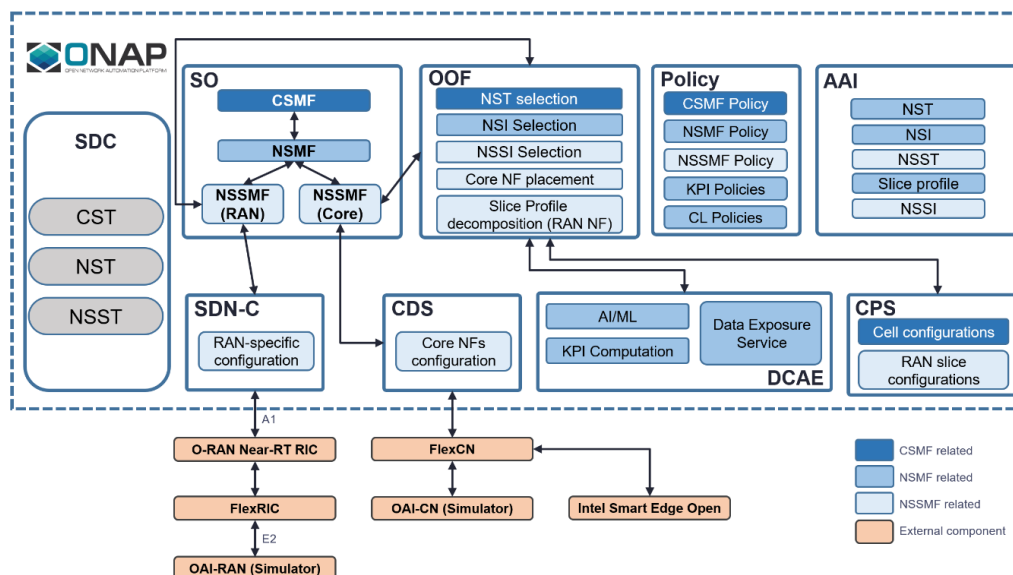 ONAP
OPEN NETWORK AUTOMATION PLATFORM
SDC
CST
NST
NSST
SO
CSMF
NSMF
NSSMF
(RAN)
NSSMF
(Core)
OOF
NST selection
NSI Selection
NSSI Selection
Core NF placement
Slice Profile
decomposition (RAN NF)
Policy
CSMF Policy
NSMF Policy
NSSMF Policy
KPI Policies
CL Policies
AAI
NST
NSI
NSST
Slice profile
NSSI
SDN-C
RAN-specific
configuration
CDS
Core NFs
configuration
AI/ML
KPI Computation
Data Exposure
Service
DCAE
CPS
Cell configurations
RAN slice
configurations
A1
O-RAN Near-RT RIC
FlexRIC
E2
OAI-RAN (Simulator)
FlexCN
OAI-CN (Simulator)
Intel Smart Edge Open
CSMF related
NSMF related
NSSMF related
External component